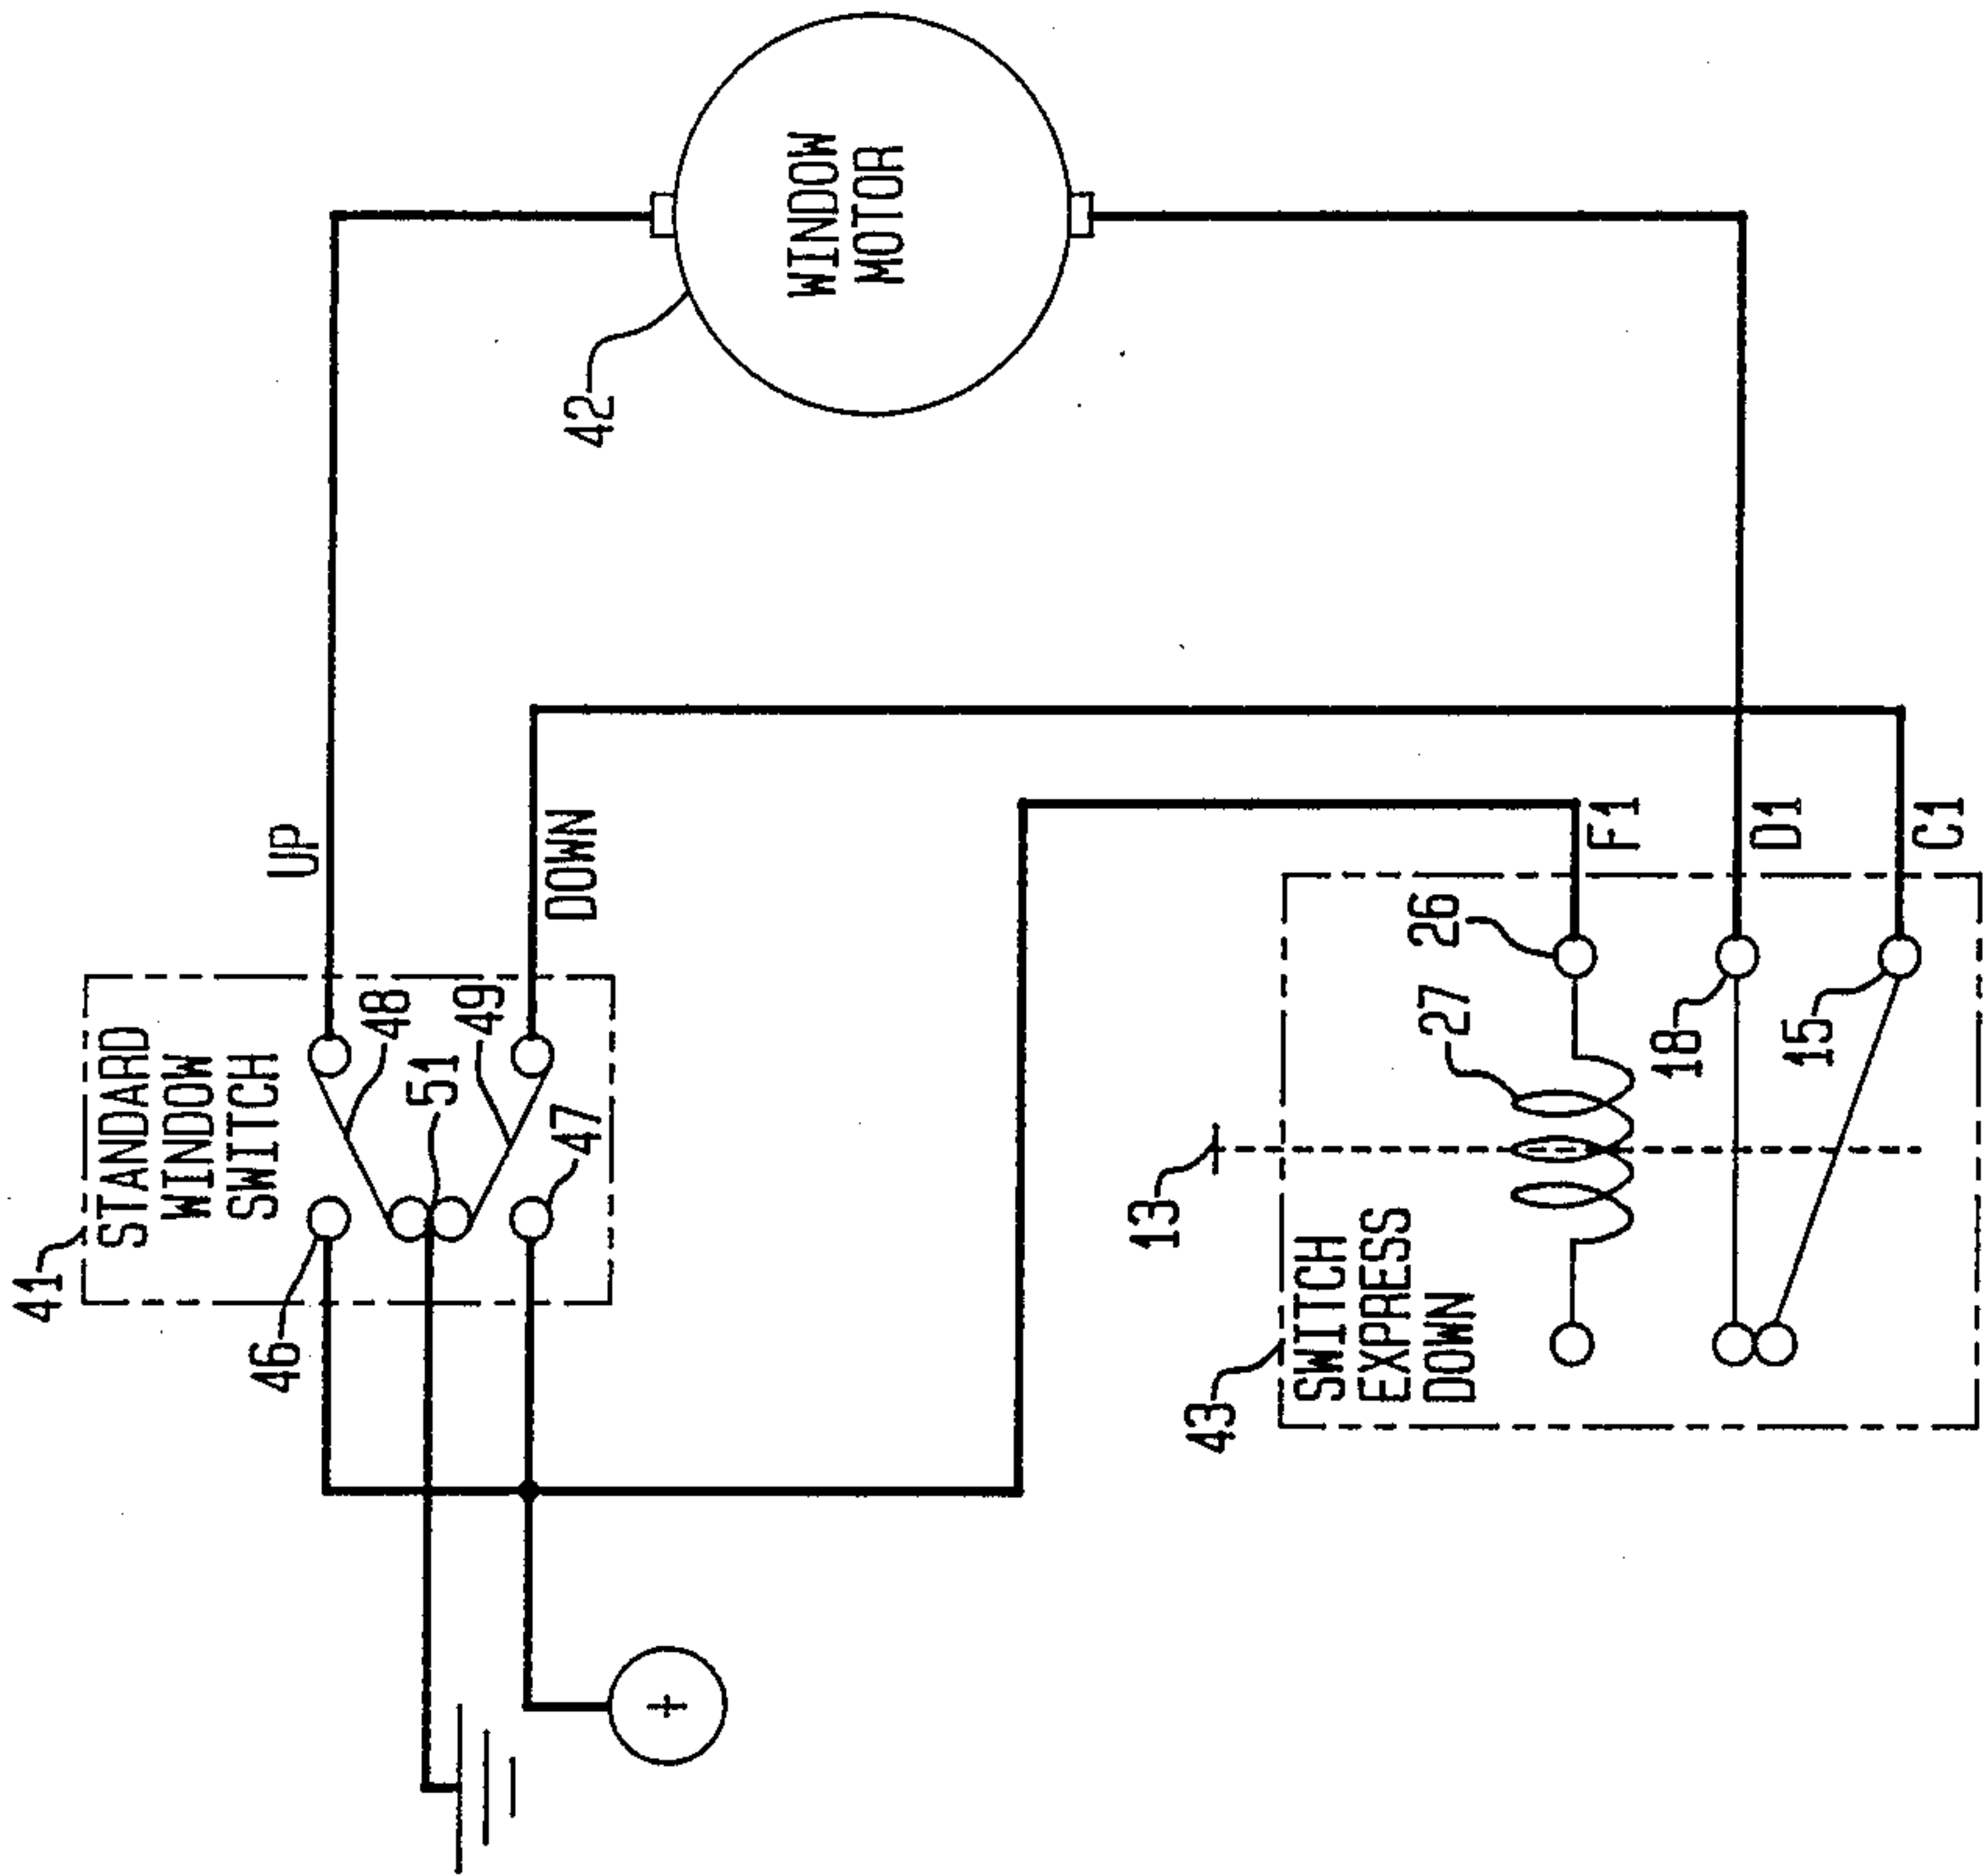 41
STANDARD
WINDOW
SWITCH
46
48
51
49
47
UP
DOWN
42
WINDOW
MOTOR
+
43
SWITCH
EXPRESS
DOWN
13
27
26
18
15
F1
D1
C1